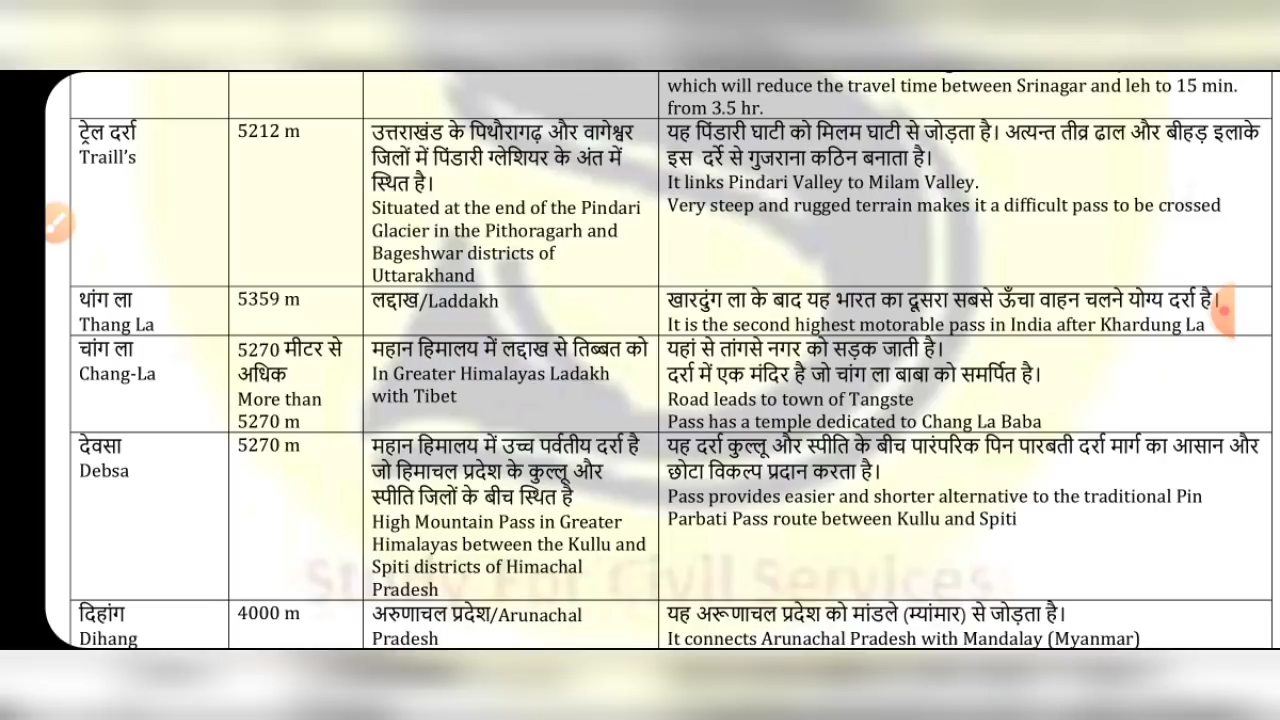 which will reduce the travel time between Srinagar and leh to 15 min.
from 3.5 hr.
ट्रेल दर्रा
Traill’s
5212 m
उत्तराखंड के पिथौरागढ़ और वागेश्वर
जिलों में पिंडारी ग्लेशियर के अंत में
स्थित है।
Situated at the end of the Pindari
Glacier in the Pithoragarh and
Bageshwar districts of
Uttarakhand
यह पिंडारी घाटी को मिलम घाटी से जोड़ता है। अत्यन्त तीव्र ढाल और बीहड़ इलाके
इस दर्रे से गुजराना कठिन बनाता है।
It links Pindari Valley to Milam Valley.
Very steep and rugged terrain makes it a difficult pass to be crossed
थांग ला
Thang La
5359 m
लद्दाख/Laddakh
खारदुंग ला के बाद यह भारत का दूसरा सबसे ऊँचा वाहन चलने योग्य दर्रा है।
It is the second highest motorable pass in India after Khardung La
चांग ला
Chang-La
5270 मीटर से
अधिक
More than
5270 m
महान हिमालय में लद्दाख से तिब्बत को
In Greater Himalayas Ladakh
with Tibet
यहां से तांगसे नगर को सड़क जाती है।
दर्रा में एक मंदिर है जो चांग ला बाबा को समर्पित है।
Road leads to town of Tangste
Pass has a temple dedicated to Chang La Baba
देवसा
Debsa
5270 m
महान हिमालय में उच्च पर्वतीय दर्रा है
जो हिमाचल प्रदेश के कुल्लू और
स्पीति जिलों के बीच स्थित है
High Mountain Pass in Greater
Himalayas between the Kullu and
Spiti districts of Himachal
Pradesh
यह दर्रा कुल्लू और स्पीति के बीच पारंपरिक पिन पारबती दर्रा मार्ग का आसान और
छोटा विकल्प प्रदान करता है।
Pass provides easier and shorter alternative to the traditional Pin
Parbati Pass route between Kullu and Spiti
दिहांग
Dihang
4000 m
अरुणाचल प्रदेश/Arunachal
Pradesh
यह अरूणाचल प्रदेश को मांडले (म्यांमार) से जोड़ता है।
It connects Arunachal Pradesh with Mandalay (Myanmar)
Study For Civil Services